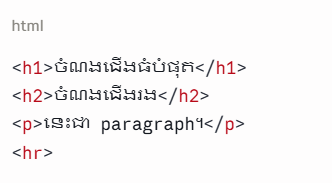 html
<h1>ចំណងជើងធំបំផុត</h1>
<h2>ចំណងជើងរង</h2>
<p>នេះជា paragraph។</p>
<hr>